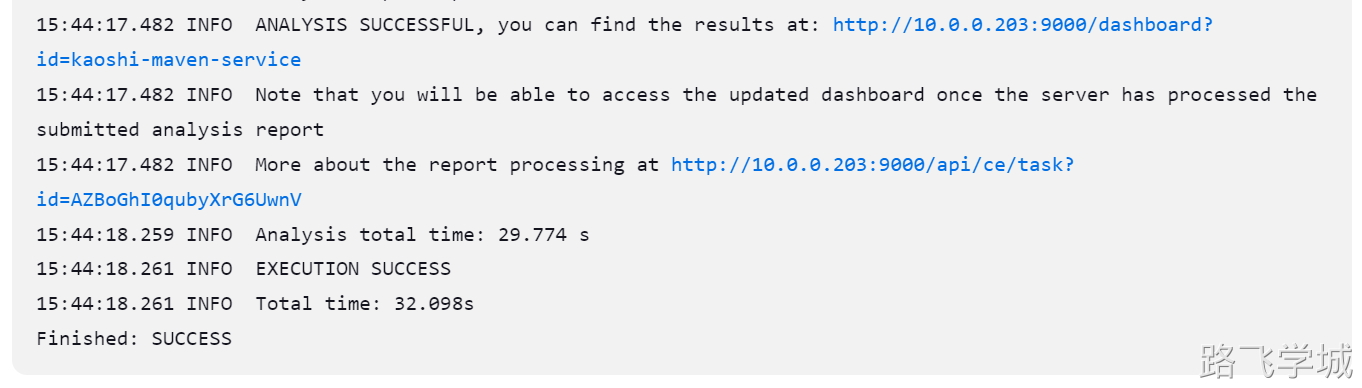 15:44:17.482 INFO  ANALYSIS SUCCESSFUL, you can find the results at: http://10.0.0.203:9000/dashboard?
id=kaoshi-maven-service
15:44:17.482 INFO  Note that you will be able to access the updated dashboard once the server has processed the
submitted analysis report
15:44:17.482 INFO  More about the report processing at http://10.0.0.203:9000/api/ce/task?
id=AZBoGhI0qubyXrG6UwnV
15:44:18.259 INFO  Analysis total time: 29.774 s
15:44:18.261 INFO  EXECUTION SUCCESS
15:44:18.261 INFO  Total time: 32.098s
Finished: SUCCESS
路飞学城